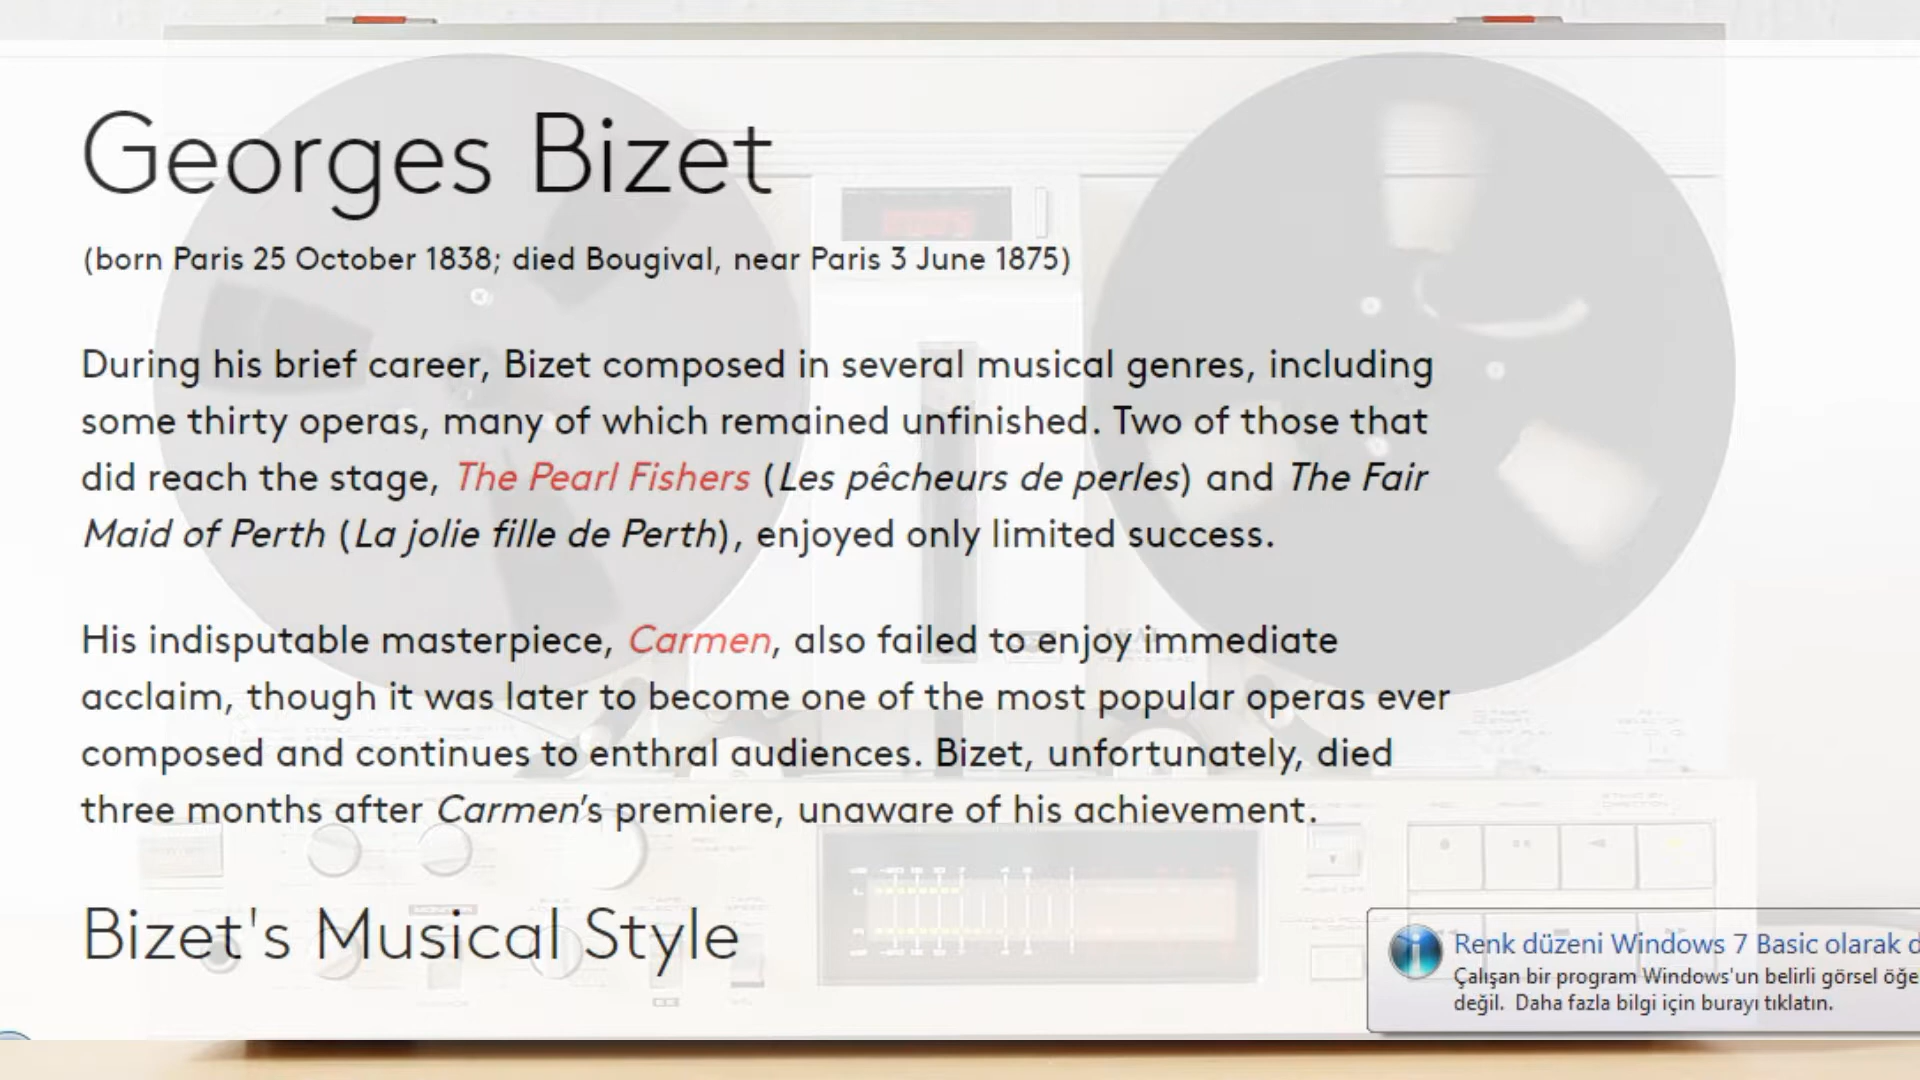 Georges Bizet
(born Paris 25 October 1838; died Bougival, near Paris 3 June 1875)
During his brief career, Bizet composed in several musical genres, including
some thirty operas, many of which remained unfinished. Two of those that
did reach the stage, The Pearl Fishers (Les pêcheurs de perles) and The Fair
Maid of Perth (La jolie fille de Perth), enjoyed only limited success.
His indisputable masterpiece, Carmen, also failed to enjoy immediate
acclaim, though it was later to become one of the most popular operas ever
composed and continues to enthral audiences. Bizet, unfortunately, died
three months after Carmen's premiere, unaware of his achievement.
Bizet's Musical Style
Renk düzeni Windows 7 Basic olarak d
Çalışan bir program Windows'un belirli görsel öğe
değil. Daha fazla bilgi için burayı tıklatın.